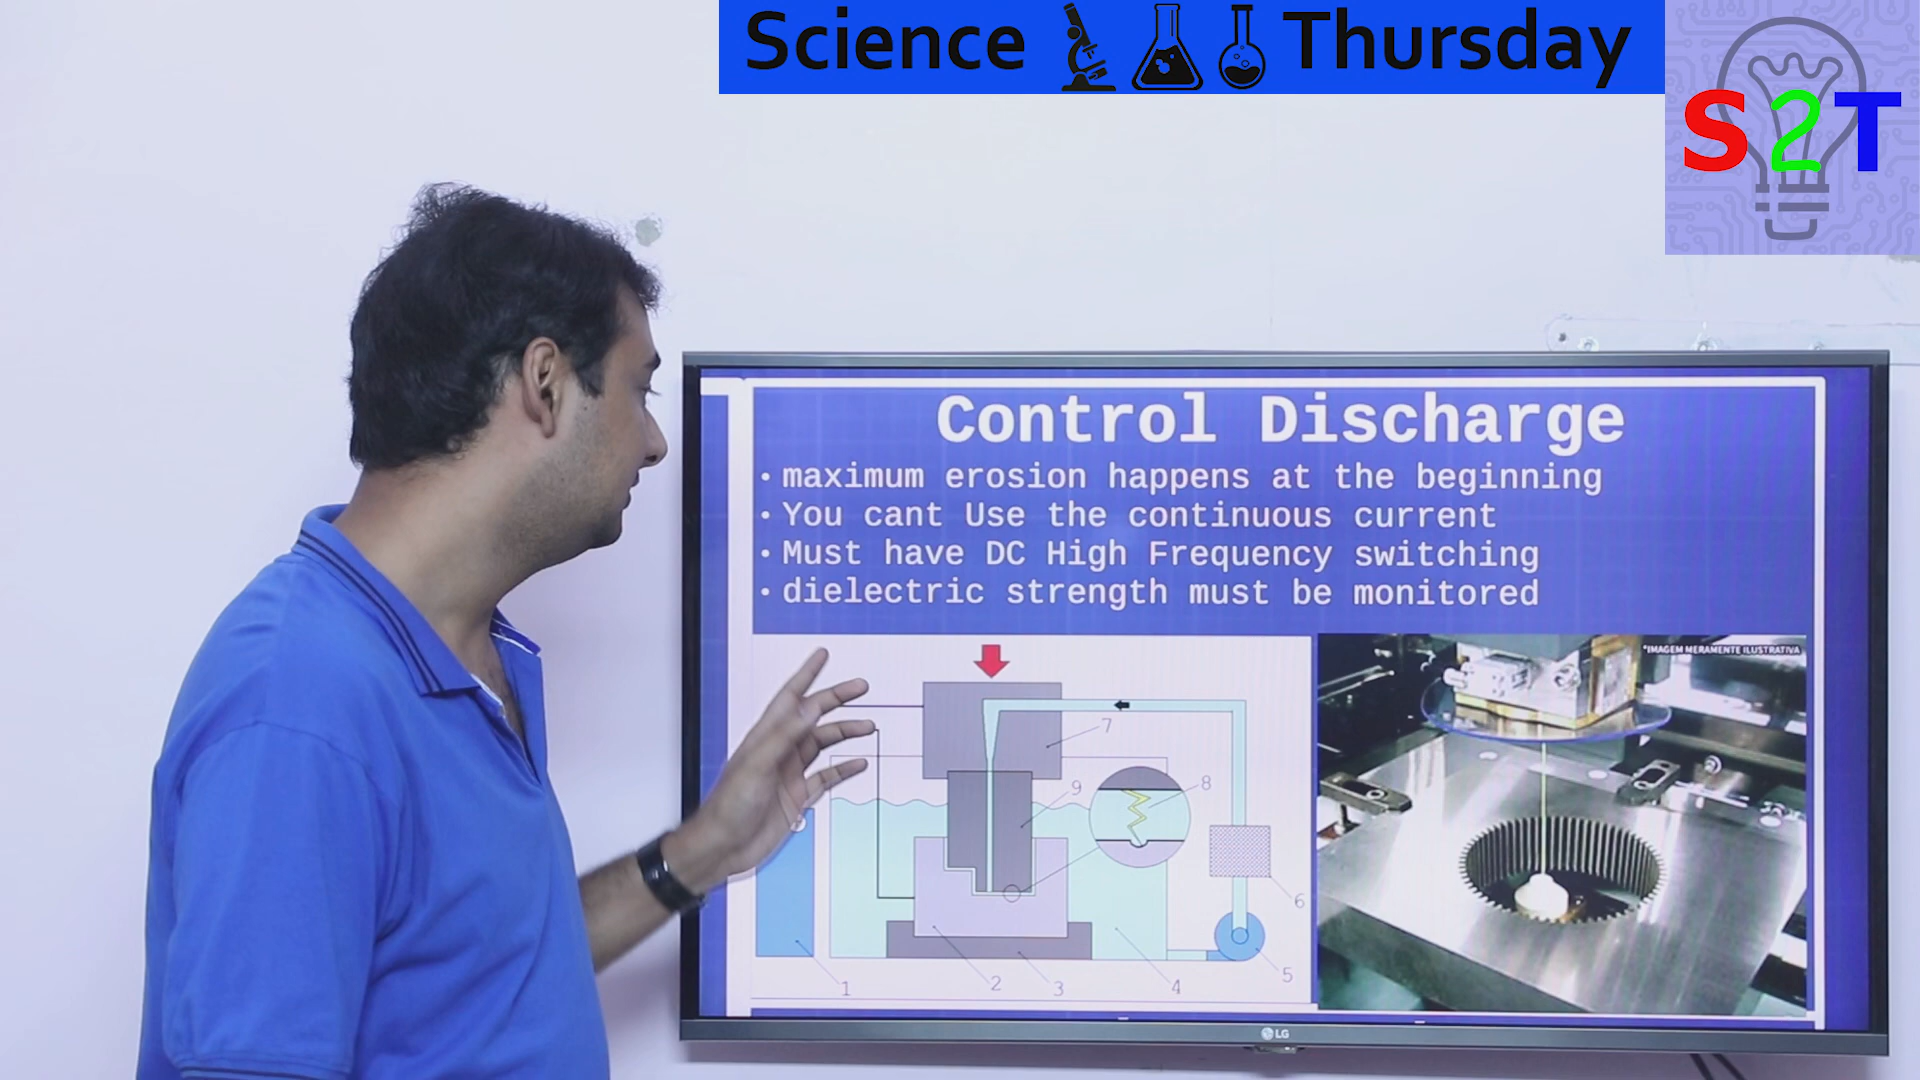 Science Thursday
S2T
Control Discharge
• maximum erosion happens at the beginning
• You cant Use the continuous current
• Must have DC High Frequency switching
• dielectric strength must be monitored
*IMAGEM MERAMENTE ILUSTRATIVA
7
9
8
6
5
1
2
3
4
LG